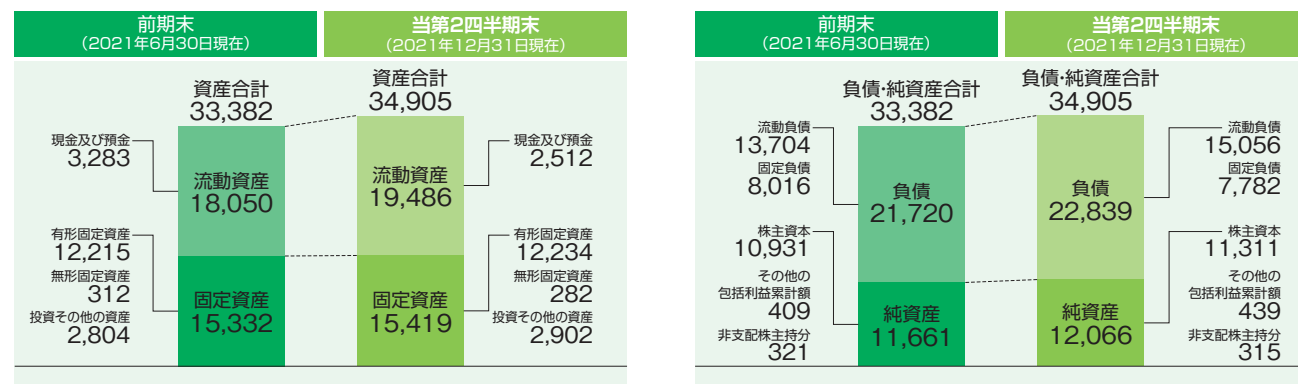 前期末
（2021年6月30日現在）
当第2四半期末
（2021年12月31日現在）
資産合計
33,382
資産合計
34,905
現金及び預金
3,283
流動資産
18,050
流動資産
19,486
現金及び預金
2,512
有形固定資産
12,215
無形固定資産
312
投資その他の資産
2,804
固定資産
15,332
固定資産
15,419
有形固定資産
12,234
無形固定資産
282
投資その他の資産
2,902
前期末
（2021年6月30日現在）
当第2四半期末
（2021年12月31日現在）
負債・純資産合計
33,382
負債・純資産合計
34,905
流動負債
13,704
固定負債
8,016
負債
21,720
負債
22,839
流動負債
15,056
固定負債
7,782
株主資本
10,931
その他の
包括利益累計額
409
非支配株主持分
321
純資産
11,661
純資産
12,066
株主資本
11,311
その他の
包括利益累計額
439
非支配株主持分
315